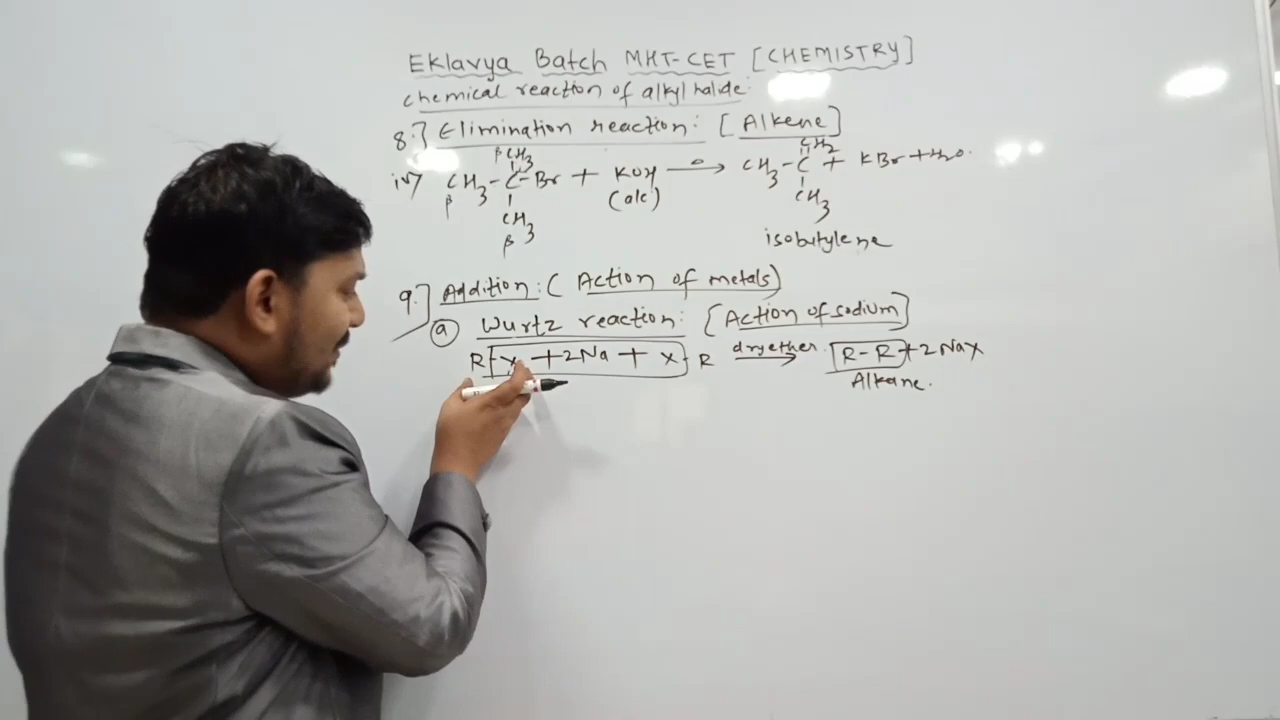 Eklavya Batch MHT-CET [CHEMISTRY]
chemical reaction of alkyl halide:
8.] Elimination reaction: [Alkene]
β CH3
CH2
iv) CH3-C-Br + KOH →Δ CH3-C + KBr + H2O.
β
(alc)
CH3
CH3
β
isobutylene
9.] Addition: (Action of metals)
(a) Wurtz reaction: [Action of sodium]
R-X + 2Na + X-R dry ether → R-R + 2NaX
Alkane.